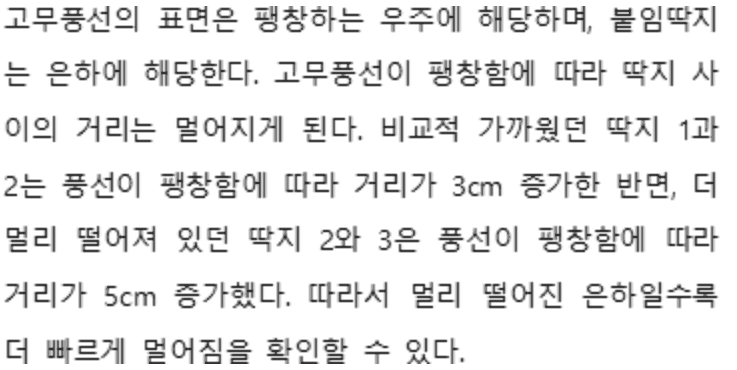 고무풍선의 표면은 팽창하는 우주에 해당하며, 붙임딱지
는 은하에 해당한다. 고무풍선이 팽창함에 따라 딱지 사
이의 거리는 멀어지게 된다. 비교적 가까웠던 딱지 1과
2는 풍선이 팽창함에 따라 거리가 3cm 증가한 반면, 더
멀리 떨어져 있던 딱지 2와 3은 풍선이 팽창함에 따라
거리가 5cm 증가했다. 따라서 멀리 떨어진 은하일수록
더 빠르게 멀어짐을 확인할 수 있다.